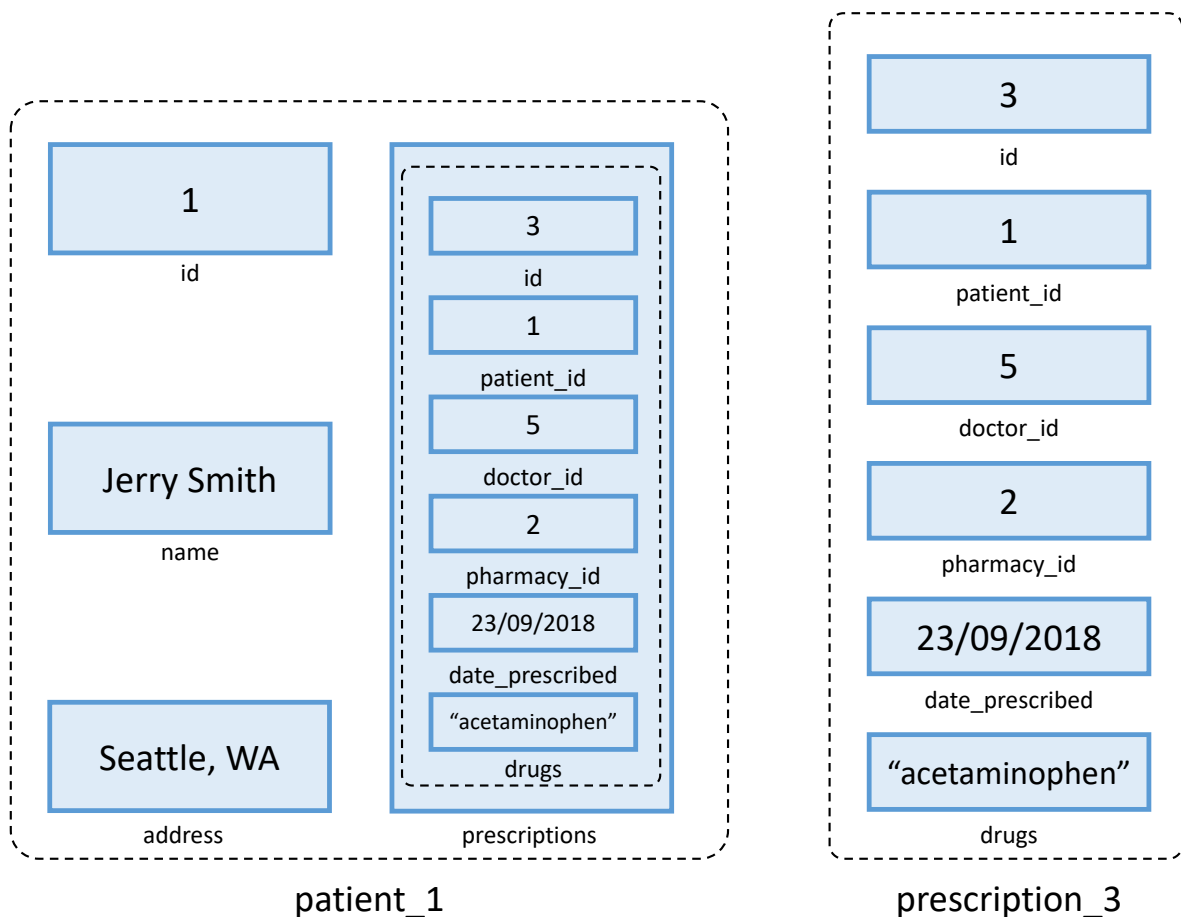 1
id
Jerry Smith
name
Seattle, WA
address
3
id
1
patient_id
5
doctor_id
2
pharmacy_id
23/09/2018
date_prescribed
“acetaminophen”
drugs
prescriptions
patient_1
3
id
1
patient_id
5
doctor_id
2
pharmacy_id
23/09/2018
date_prescribed
“acetaminophen”
drugs
prescription_3